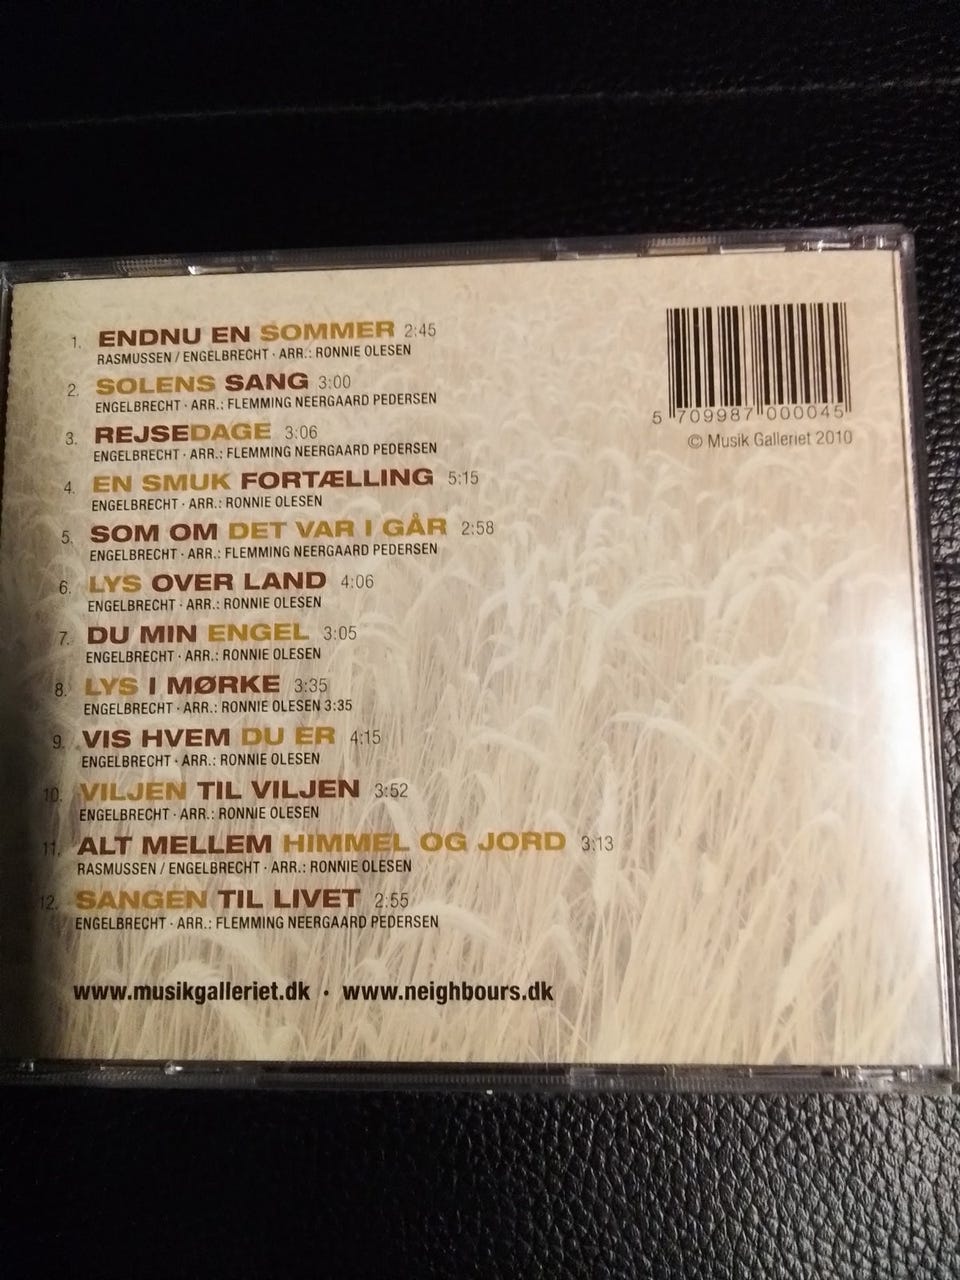 1. ENDNU EN SOMMER 2:45
RASMUSSEN / ENGELBRECHT · ARR.: RONNIE OLESEN
2. SOLENS SANG 3:00
ENGELBRECHT · ARR.: FLEMMING NEERGAARD PEDERSEN
3. REJSEDAGE 3:06
ENGELBRECHT · ARR.: FLEMMING NEERGAARD PEDERSEN
4. EN SMUK FORTÆLLING 5:15
ENGELBRECHT · ARR.: RONNIE OLESEN
5. SOM OM DET VAR I GÅR 2:58
ENGELBRECHT · ARR.: FLEMMING NEERGAARD PEDERSEN
6. LYS OVER LAND 4:06
ENGELBRECHT · ARR.: RONNIE OLESEN
7. DU MIN ENGEL 3:05
ENGELBRECHT · ARR.: RONNIE OLESEN
8. LYS I MØRKE 3:35
ENGELBRECHT · ARR.: RONNIE OLESEN 3:35
9. VIS HVEM DU ER 4:15
ENGELBRECHT · ARR.: RONNIE OLESEN
10. VILJEN TIL VILJEN 3:52
ENGELBRECHT · ARR.: RONNIE OLESEN
11. ALT MELLEM HIMMEL OG JORD 3:13
RASMUSSEN / ENGELBRECHT · ARR.: RONNIE OLESEN
12. SANGEN TIL LIVET 2:55
ENGELBRECHT · ARR.: FLEMMING NEERGAARD PEDERSEN
www.musikgalleriet.dk · www.neighbours.dk
5 709987 000045
© Musik Galleriet 2010